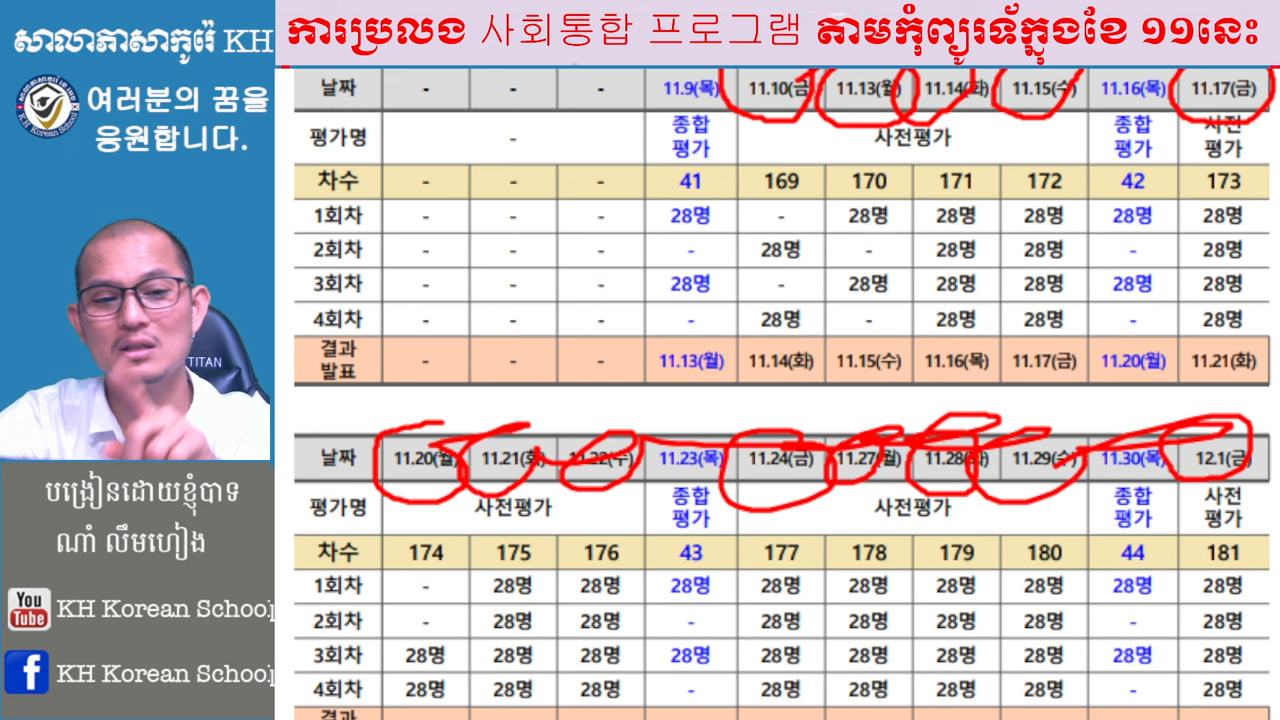 សាលាភាសាកូរ៉េ KH
여러분의 꿈을
응원합니다.
TITAN
បង្រៀនដោយខ្ញុំបាទ
ណាំ លឹមហៀង
You Tube KH Korean School
f KH Korean School
ការប្រលង 사회통합 프로그램 តាមកុំព្យូរទ័រក្នុងខែ ១១នេះ
날짜 - - - 11.9(목) 11.10(금) 11.13(월) 11.14(화) 11.15(수) 11.16(목) 11.17(금)
평가명 - 종합 평가 사전평가 종합 평가 사전 평가
차수 - - - 41 169 170 171 172 42 173
1회차 - - - 28명 - 28명 28명 28명 28명 28명
2회차 - - - - 28명 - 28명 28명 - 28명
3회차 - - - 28명 - 28명 28명 28명 28명 28명
4회차 - - - - 28명 - 28명 28명 - 28명
결과 발표 - - - 11.13(월) 11.14(화) 11.15(수) 11.16(목) 11.17(금) 11.20(월) 11.21(화)
날짜 11.20(월) 11.21(화) 11.22(수) 11.23(목) 11.24(금) 11.27(월) 11.28(화) 11.29(수) 11.30(목) 12.1(금)
평가명 사전평가 종합 평가 사전평가 종합 평가 사전 평가
차수 174 175 176 43 177 178 179 180 44 181
1회차 - 28명 28명 28명 28명 28명 28명 28명 28명 28명
2회차 - 28명 28명 - 28명 28명 28명 28명 - 28명
3회차 28명 28명 28명 28명 28명 28명 28명 28명 28명 28명
4회차 28명 28명 28명 - 28명 28명 28명 28명 - 28명
결과